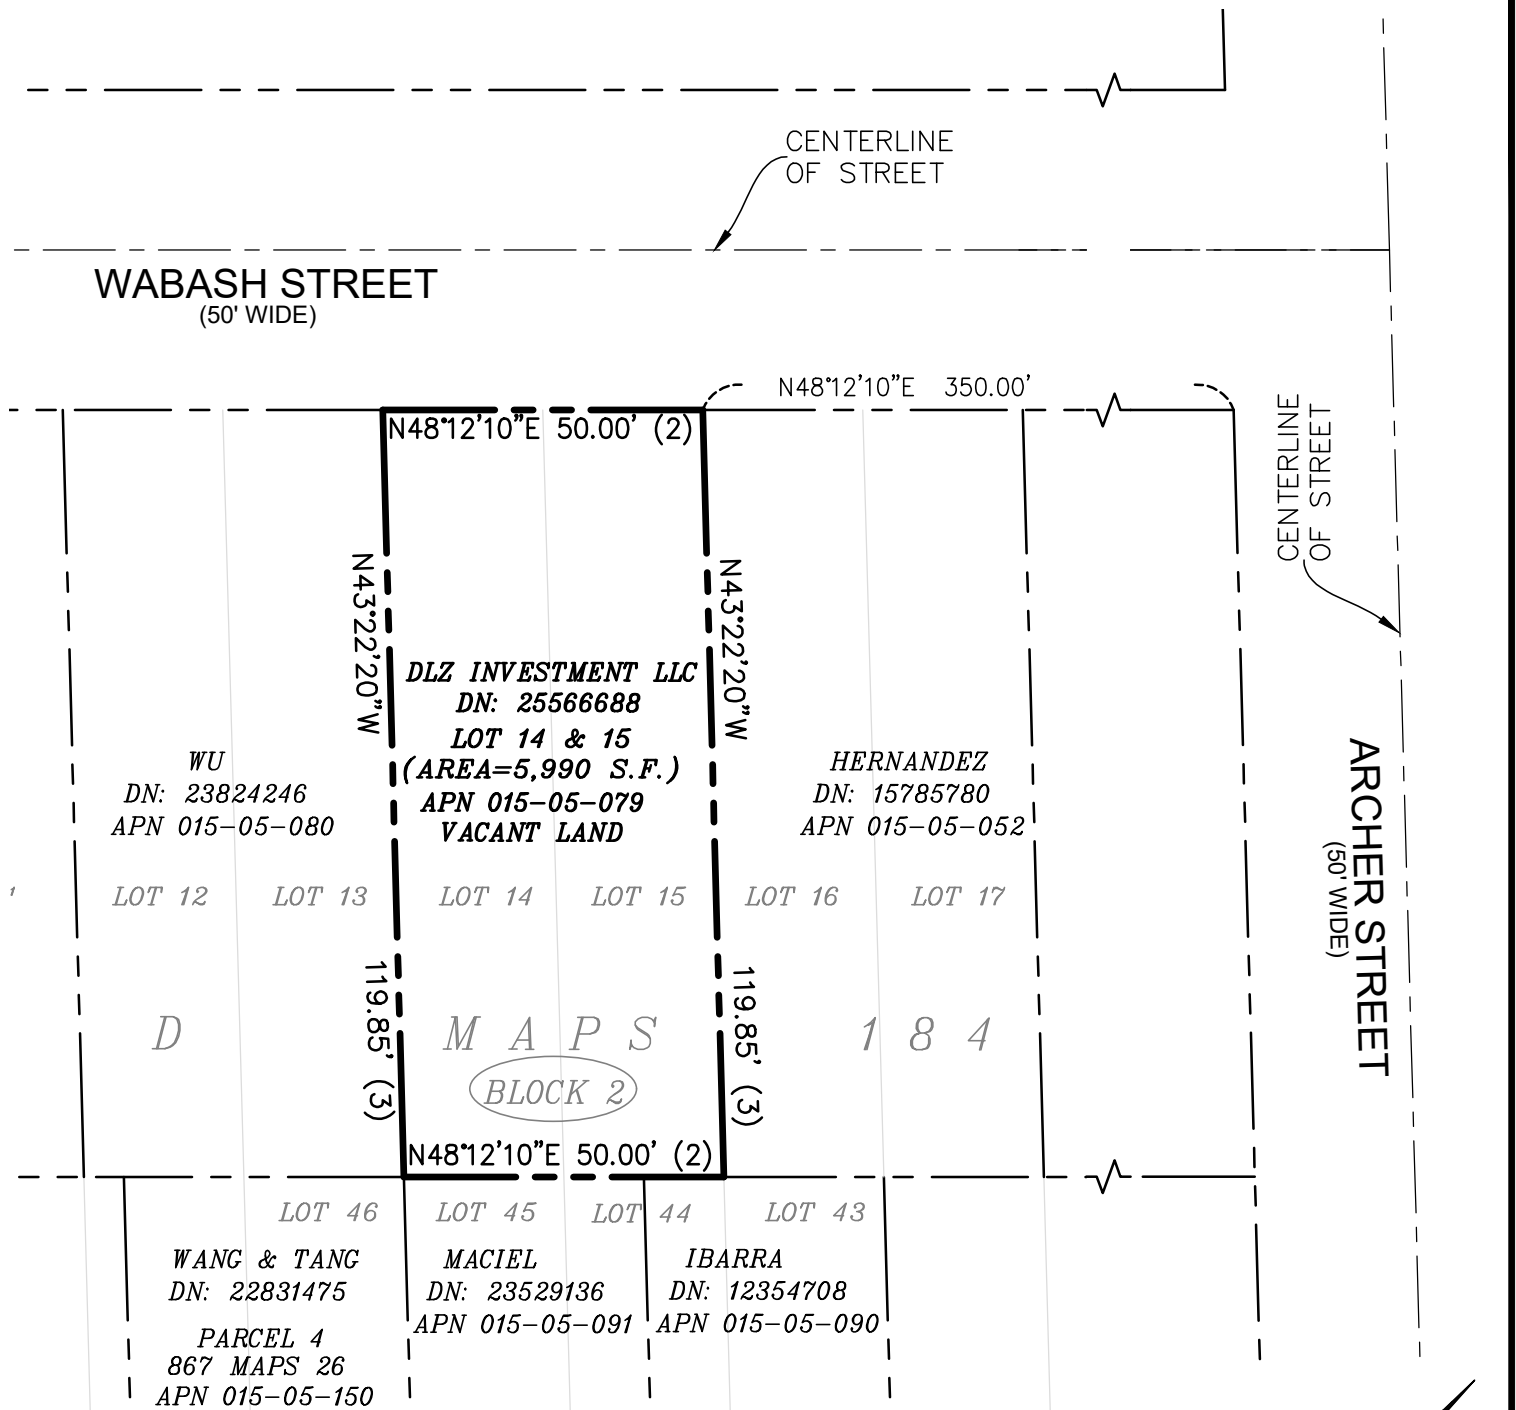 CENTERLINE
OF STREET
WABASH STREET
(50' WIDE)
N48°12'10"E 350.00'
N48°12'10"E 50.00' (2)
CENTERLINE
OF STREET
N43°22'20"W
N43°22'20"W
DLZ INVESTMENT LLC
DN: 25566688
LOT 14 & 15
(AREA=5,990 S.F.)
APN 015-05-079
VACANT LAND
WU
DN: 23824246
APN 015-05-080
HERNANDEZ
DN: 15785780
APN 015-05-052
ARCHER STREET
(50' WIDE)
LOT 12
LOT 13
LOT 14
LOT 15
LOT 16
LOT 17
119.85' (3)
119.85' (3)
D MAPS 184
BLOCK 2
N48°12'10"E 50.00' (2)
LOT 46
LOT 45
LOT 44
LOT 43
WANG & TANG
DN: 22831475
PARCEL 4
867 MAPS 26
APN 015-05-150
MACIEL
DN: 23529136
APN 015-05-091
IBARRA
DN: 12354708
APN 015-05-090